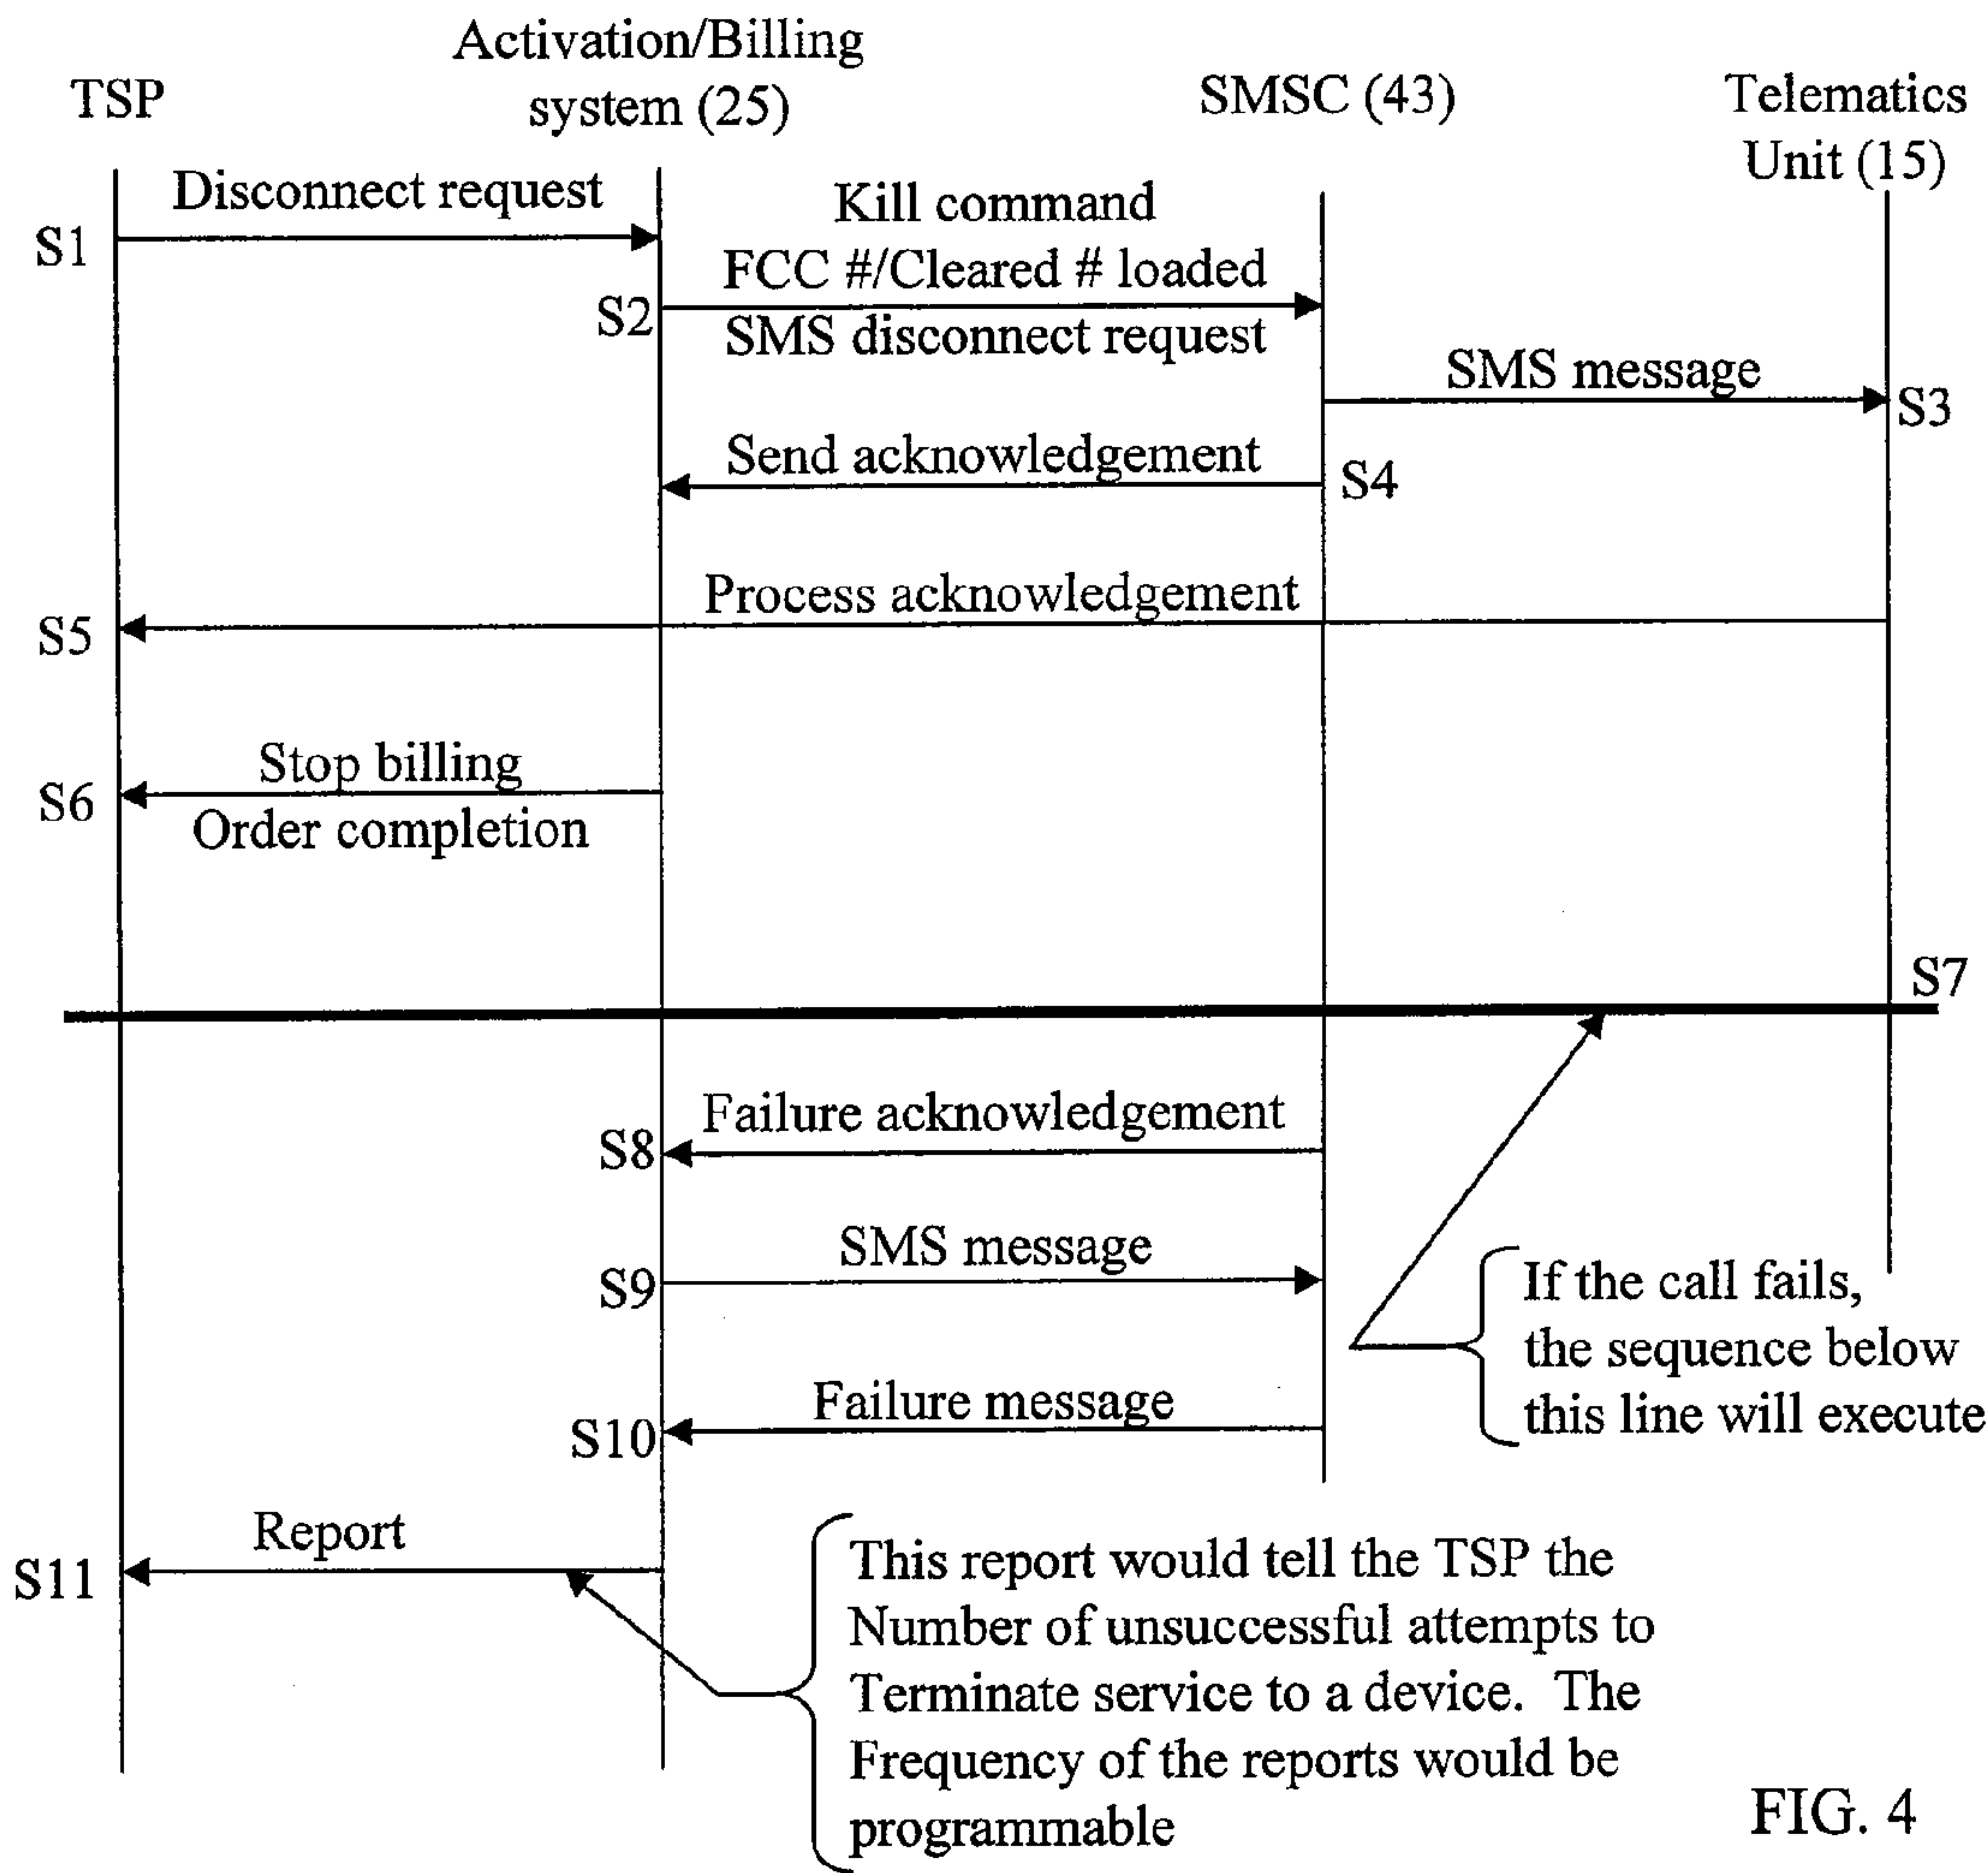 TSP
Activation/Billing
system (25)
SMSC (43)
Telematics
Unit (15)
Disconnect request
S1
Kill command
FCC #/Cleared # loaded
S2
SMS disconnect request
SMS message
S3
Send acknowledgement
S4
Process acknowledgement
S5
Stop billing
S6
Order completion
S7
Failure acknowledgement
S8
SMS message
S9
If the call fails,
the sequence below
this line will execute
Failure message
S10
Report
S11
This report would tell the TSP the
Number of unsuccessful attempts to
Terminate service to a device. The
Frequency of the reports would be
programmable
FIG. 4